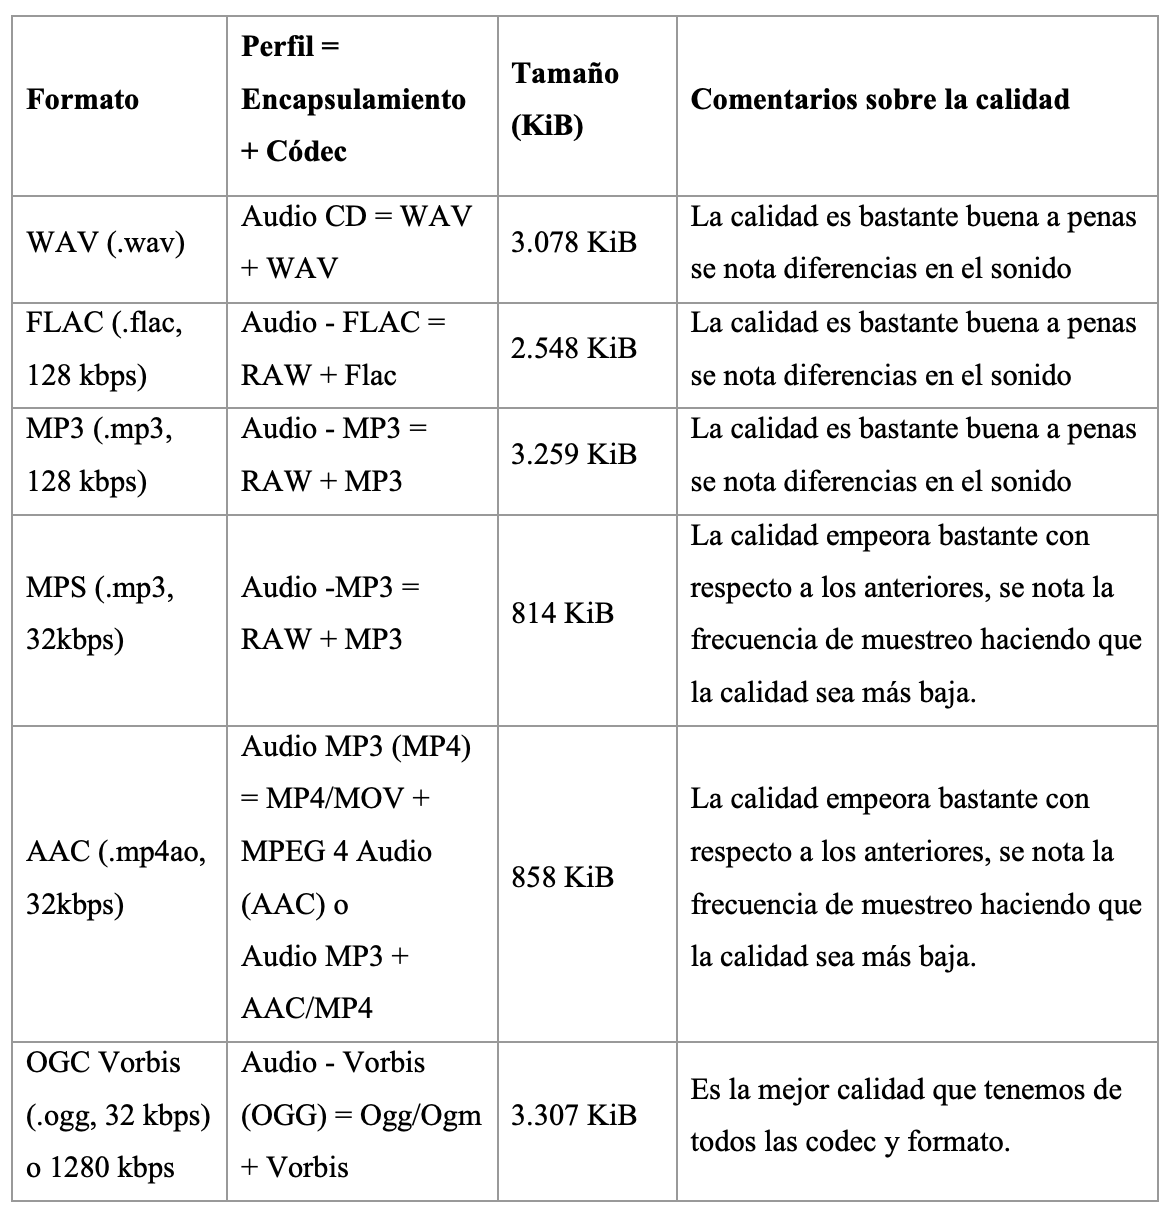 Formato
Perfil =
Encapsulamiento
+ Códec
Tamaño
(KiB)
Comentarios sobre la calidad
WAV (.wav)
Audio CD = WAV
+ WAV
3.078 KiB
La calidad es bastante buena a penas
se nota diferencias en el sonido
FLAC (.flac,
128 kbps)
Audio - FLAC =
RAW + Flac
2.548 KiB
La calidad es bastante buena a penas
se nota diferencias en el sonido
MP3 (.mp3,
128 kbps)
Audio - MP3 =
RAW + MP3
3.259 KiB
La calidad es bastante buena a penas
se nota diferencias en el sonido
MPS (.mp3,
32kbps)
Audio -MP3 =
RAW + MP3
814 KiB
La calidad empeora bastante con
respecto a los anteriores, se nota la
frecuencia de muestreo haciendo que
la calidad sea más baja.
AAC (.mp4ao,
32kbps)
Audio MP3 (MP4)
= MP4/MOV +
MPEG 4 Audio
(AAC) o
Audio MP3 +
AAC/MP4
858 KiB
La calidad empeora bastante con
respecto a los anteriores, se nota la
frecuencia de muestreo haciendo que
la calidad sea más baja.
OGC Vorbis
(.ogg, 32 kbps)
o 1280 kbps
Audio - Vorbis
(OGG) = Ogg/Ogm
+ Vorbis
3.307 KiB
Es la mejor calidad que tenemos de
todos las codec y formato.